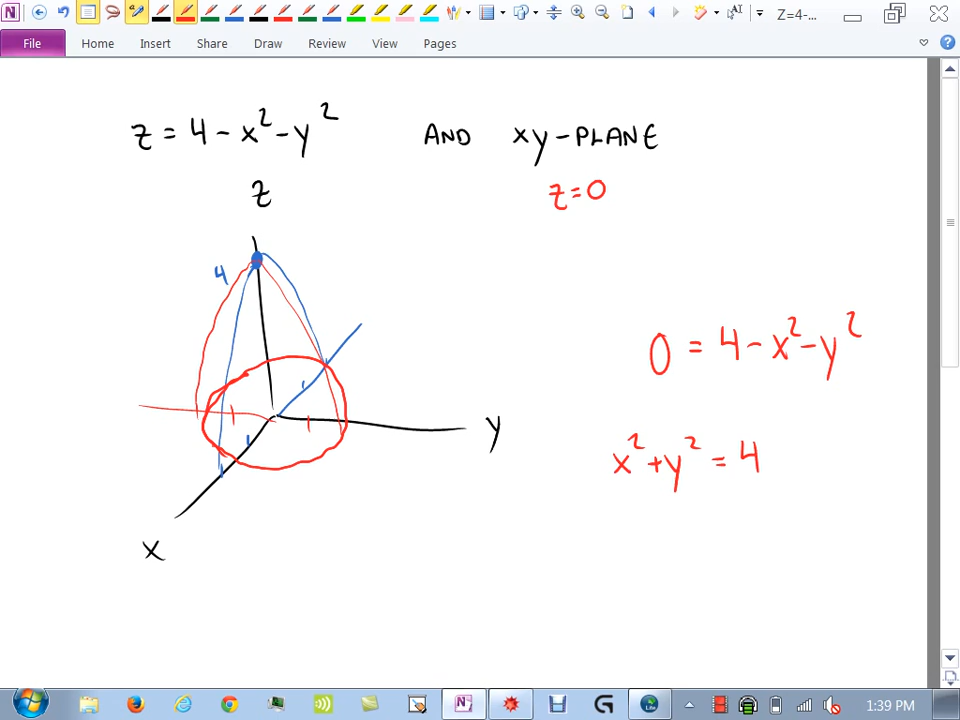 Z=4-...
File Home Insert Share Draw Review View Pages
z = 4 - x² - y² AND xy-PLANE
z z=0
4
0 = 4 - x² - y²
y
x² + y² = 4
x
1:39 PM